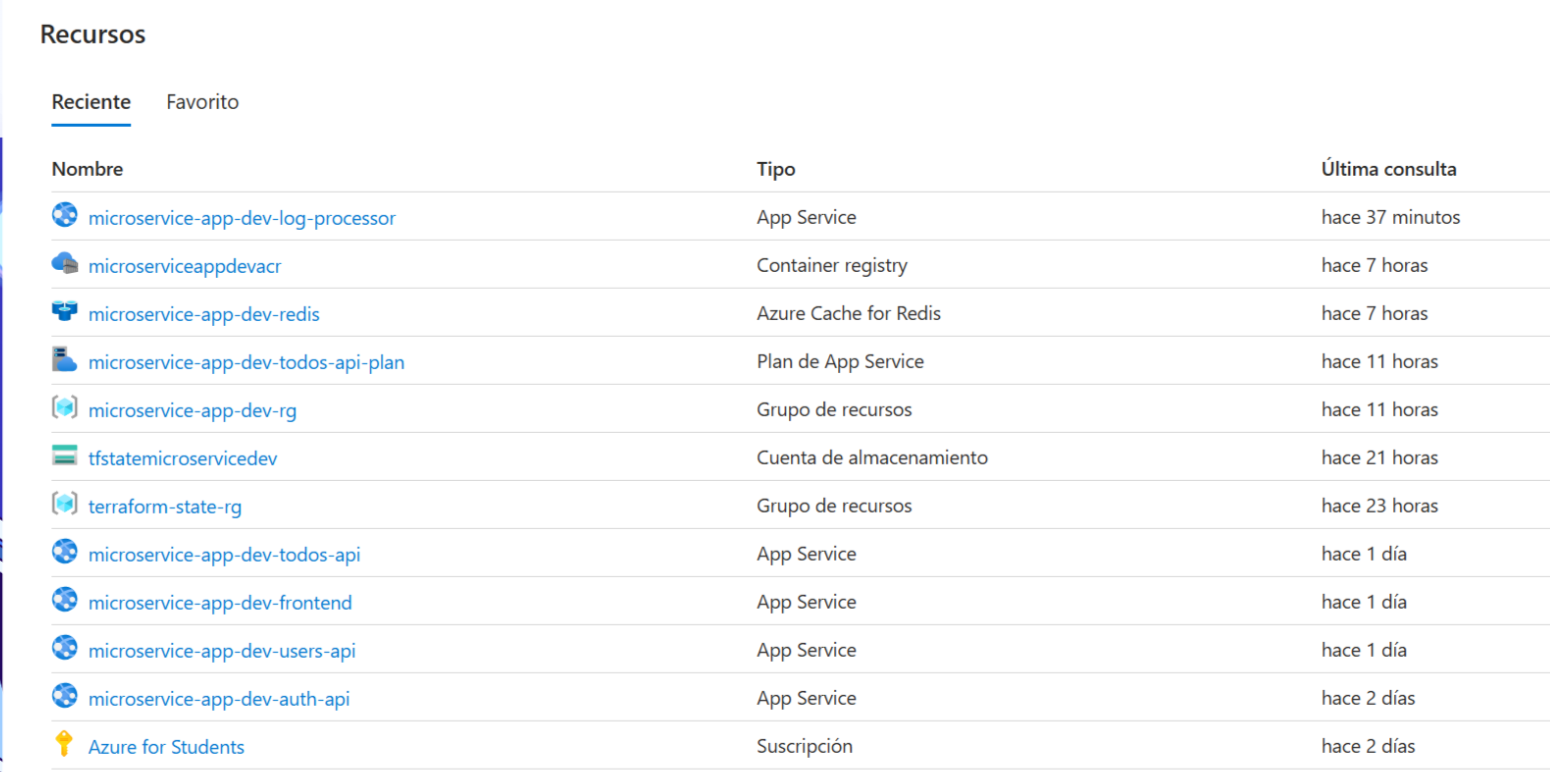 Recursos
Reciente Favorito
Nombre Tipo Última consulta
microservice-app-dev-log-processor App Service hace 37 minutos
microserviceappdevacr Container registry hace 7 horas
microservice-app-dev-redis Azure Cache for Redis hace 7 horas
microservice-app-dev-todos-api-plan Plan de App Service hace 11 horas
microservice-app-dev-rg Grupo de recursos hace 11 horas
tfstatemicroservicedev Cuenta de almacenamiento hace 21 horas
terraform-state-rg Grupo de recursos hace 23 horas
microservice-app-dev-todos-api App Service hace 1 día
microservice-app-dev-frontend App Service hace 1 día
microservice-app-dev-users-api App Service hace 1 día
microservice-app-dev-auth-api App Service hace 2 días
Azure for Students Suscripción hace 2 días